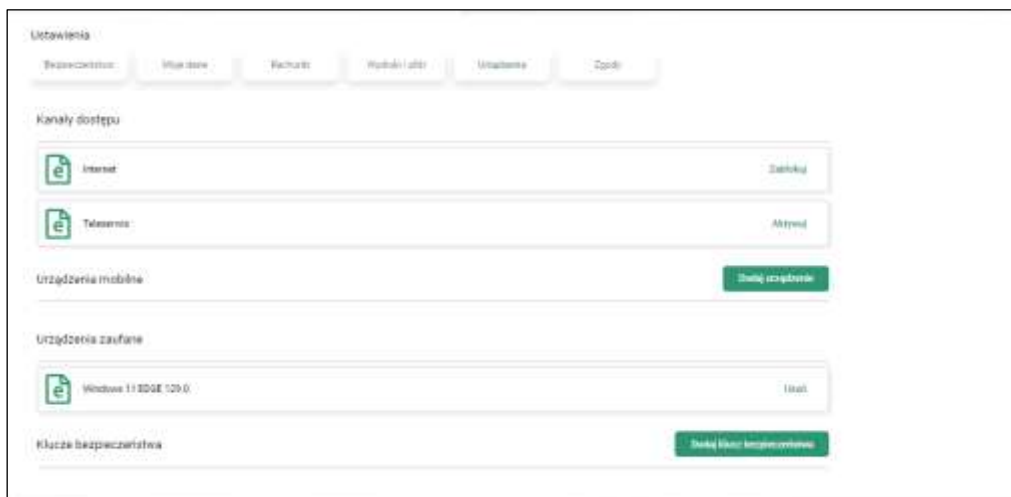 Ustawienia
Bezpieczeństwo Moje dane Rachunki Wydruki i pliki Urządzenia Zgody
Kanały dostępu
Internet Zablokuj
Teleserwis Aktywuj
Urządzenia mobilne Dodaj urządzenie
Urządzenia zaufane
Windows 11 EDGE 129.0 Usuń
Klucze bezpieczeństwa Dodaj klucz bezpieczeństwa